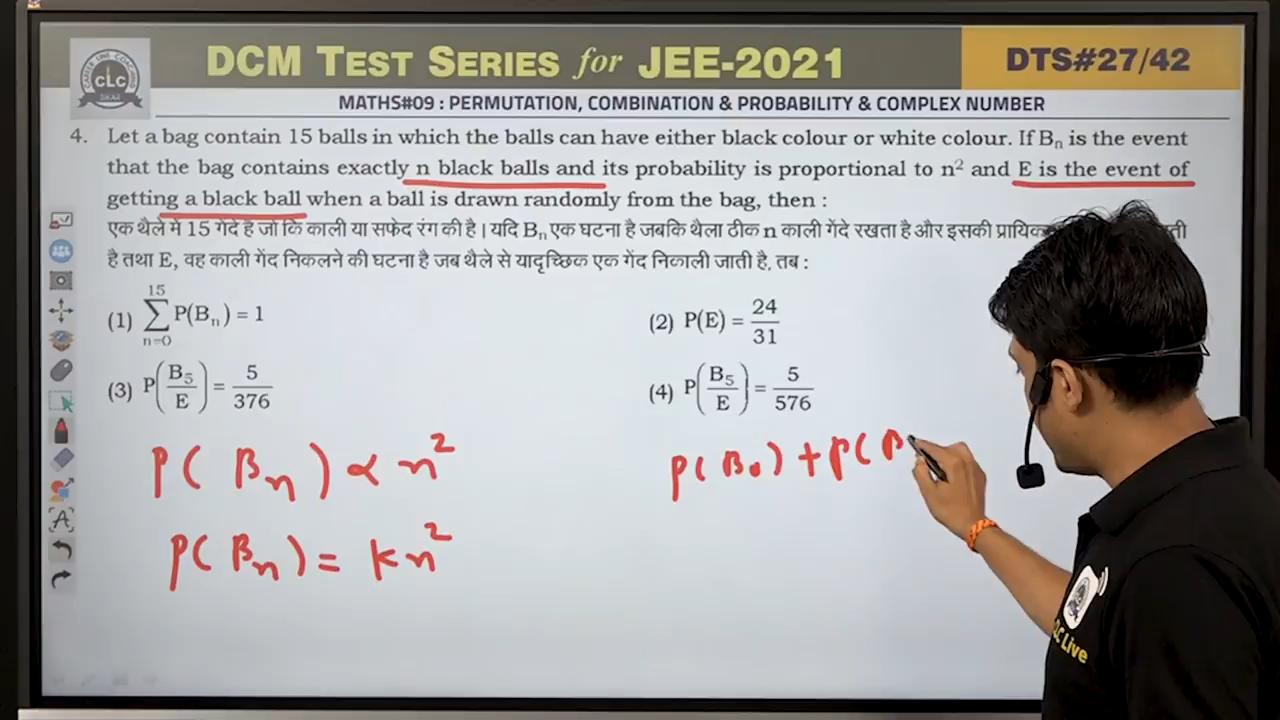 DCM TEST SERIES for JEE-2021
DTS#27/42
CLC
MATHS#09 : PERMUTATION, COMBINATION & PROBABILITY & COMPLEX NUMBER
4. Let a bag contain 15 balls in which the balls can have either black colour or white colour. If Bₙ is the event
that the bag contains exactly n black balls and its probability is proportional to n² and E is the event of
getting a black ball when a ball is drawn randomly from the bag, then :
एक थैले में 15 गेंदे है जो कि काली या सफेद रंग की है। यदि Bₙ एक घटना है जबकि थैला ठीक n काली गेंदे रखता है और इसकी
है तथा E, वह काली गेंद निकलने की घटना है जब थैले से यादृच्छिक एक गेंद निकाली जाती है, तब :
(1) ∑_{n=0}^{15} P(Bₙ) = 1
(2) P(E) = 24/31
(3) P(B₅/E) = 5/376
(4) P(B₅/E) = 5/576
P(Bₙ) ∝ n²
P(B₀) + P(B
P(Bₙ) = kn²
CLC Live